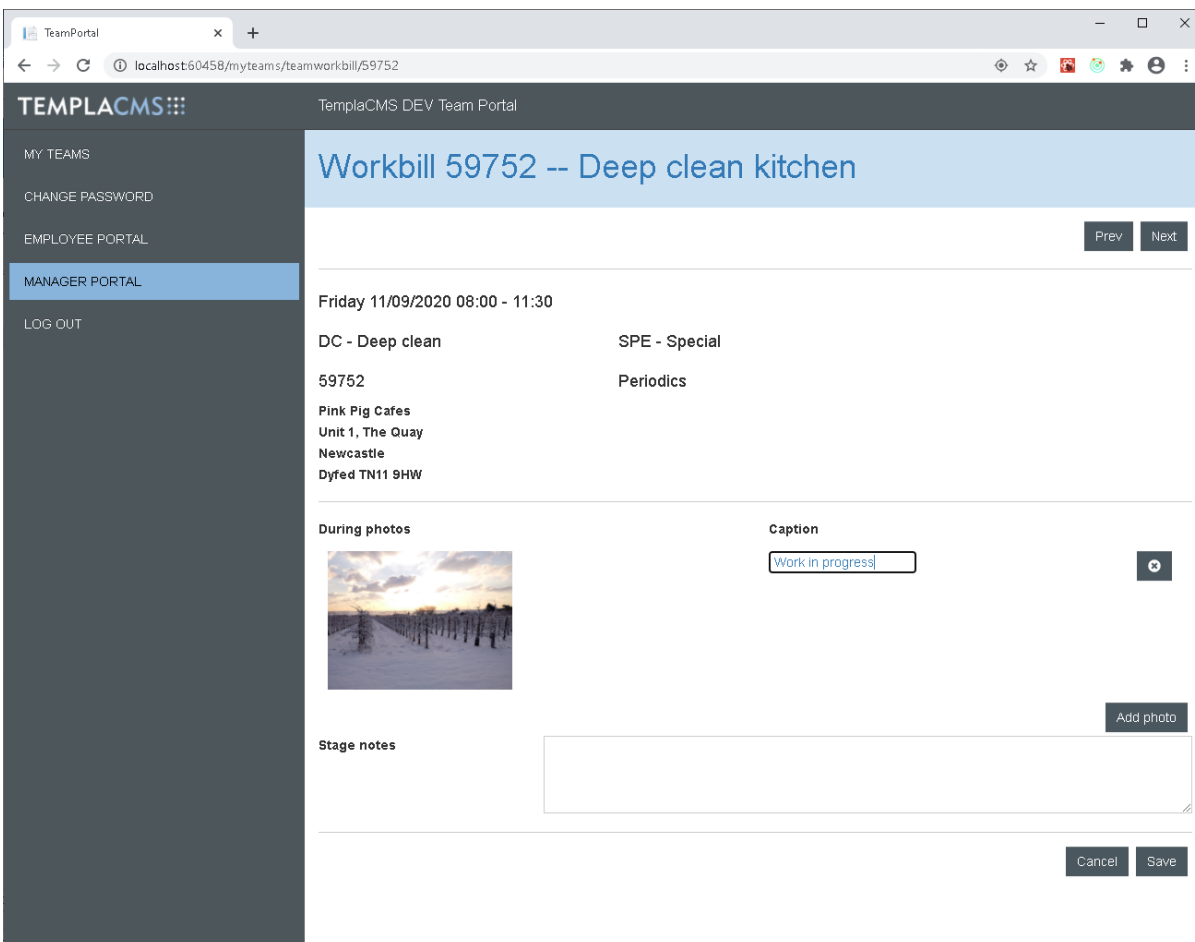 TeamPortal
localhost:60458/myteams/teamworkbill/59752
TEMPLACMS
TemplaCMS DEV Team Portal
MY TEAMS
CHANGE PASSWORD
EMPLOYEE PORTAL
MANAGER PORTAL
LOG OUT
Workbill 59752 -- Deep clean kitchen
Prev Next
Friday 11/09/2020 08:00 - 11:30
DC - Deep clean SPE - Special
59752 Periodics
Pink Pig Cafes
Unit 1, The Quay
Newcastle
Dyfed TN11 9HW
During photos Caption
Work in progress
Add photo
Stage notes
Cancel Save